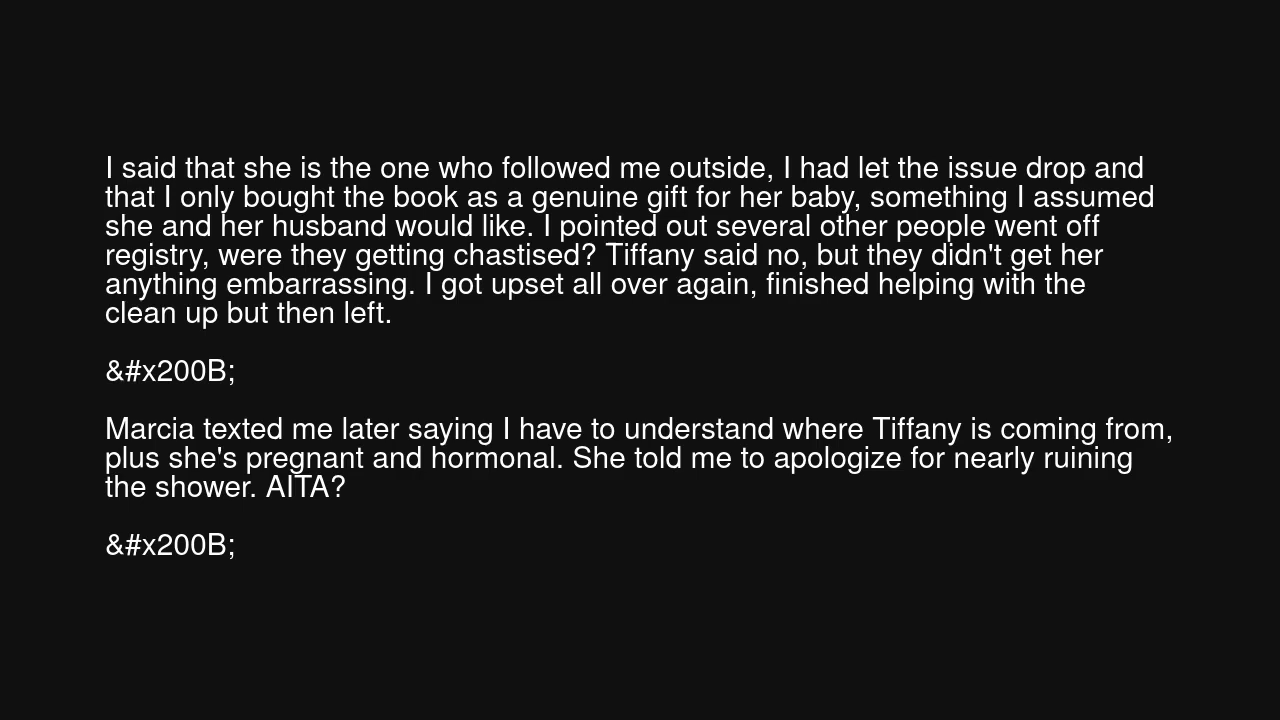 I said that she is the one who followed me outside, I had let the issue drop and
that I only bought the book as a genuine gift for her baby, something I assumed
she and her husband would like. I pointed out several other people went off
registry, were they getting chastised? Tiffany said no, but they didn't get her
anything embarrassing. I got upset all over again, finished helping with the
clean up but then left.
&#x200B;
Marcia texted me later saying I have to understand where Tiffany is coming from,
plus she's pregnant and hormonal. She told me to apologize for nearly ruining
the shower. AITA?
&#x200B;